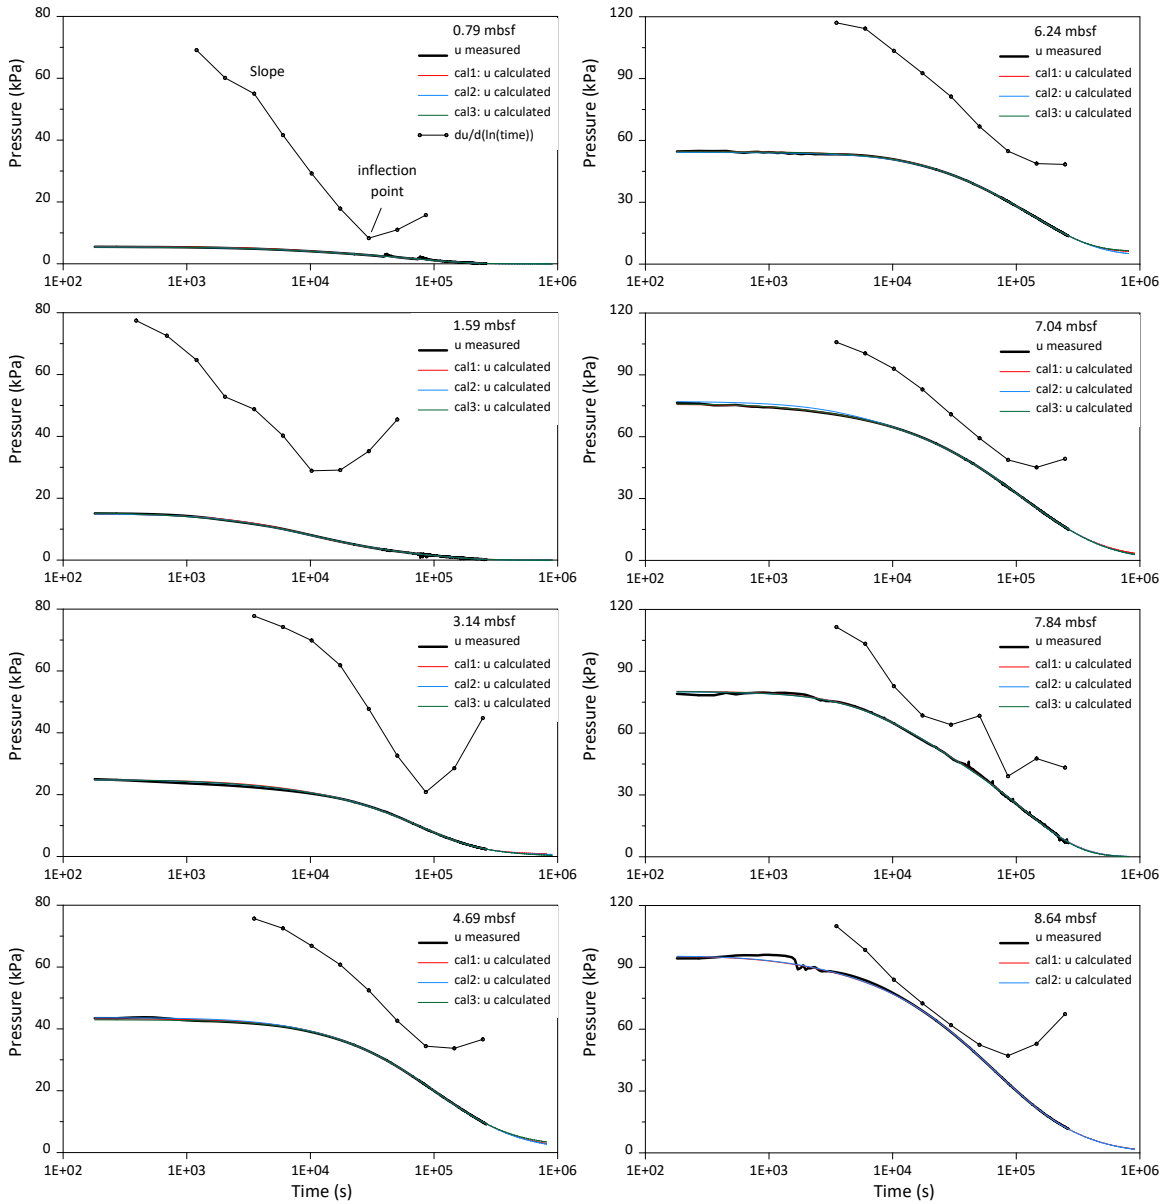 80
60
40
20
0
Pressure (kPa)
0.79 mbsf
u measured
cal1: u calculated
cal2: u calculated
cal3: u calculated
du/d(ln(time))
Slope
inflection
point
1E+02 1E+03 1E+04 1E+05 1E+06
120
90
60
30
0
Pressure (kPa)
6.24 mbsf
u measured
cal1: u calculated
cal2: u calculated
cal3: u calculated
1E+02 1E+03 1E+04 1E+05 1E+06
80
60
40
20
0
Pressure (kPa)
1.59 mbsf
u measured
cal1: u calculated
cal2: u calculated
cal3: u calculated
1E+02 1E+03 1E+04 1E+05 1E+06
120
90
60
30
0
Pressure (kPa)
7.04 mbsf
u measured
cal1: u calculated
cal2: u calculated
cal3: u calculated
1E+02 1E+03 1E+04 1E+05 1E+06
80
60
40
20
0
Pressure (kPa)
3.14 mbsf
u measured
cal1: u calculated
cal2: u calculated
cal3: u calculated
1E+02 1E+03 1E+04 1E+05 1E+06
120
90
60
30
0
Pressure (kPa)
7.84 mbsf
u measured
cal1: u calculated
cal2: u calculated
cal3: u calculated
1E+02 1E+03 1E+04 1E+05 1E+06
80
60
40
20
0
Pressure (kPa)
4.69 mbsf
u measured
cal1: u calculated
cal2: u calculated
cal3: u calculated
1E+02 1E+03 1E+04 1E+05 1E+06
Time (s)
120
90
60
30
0
Pressure (kPa)
8.64 mbsf
u measured
cal1: u calculated
cal2: u calculated
1E+02 1E+03 1E+04 1E+05 1E+06
Time (s)